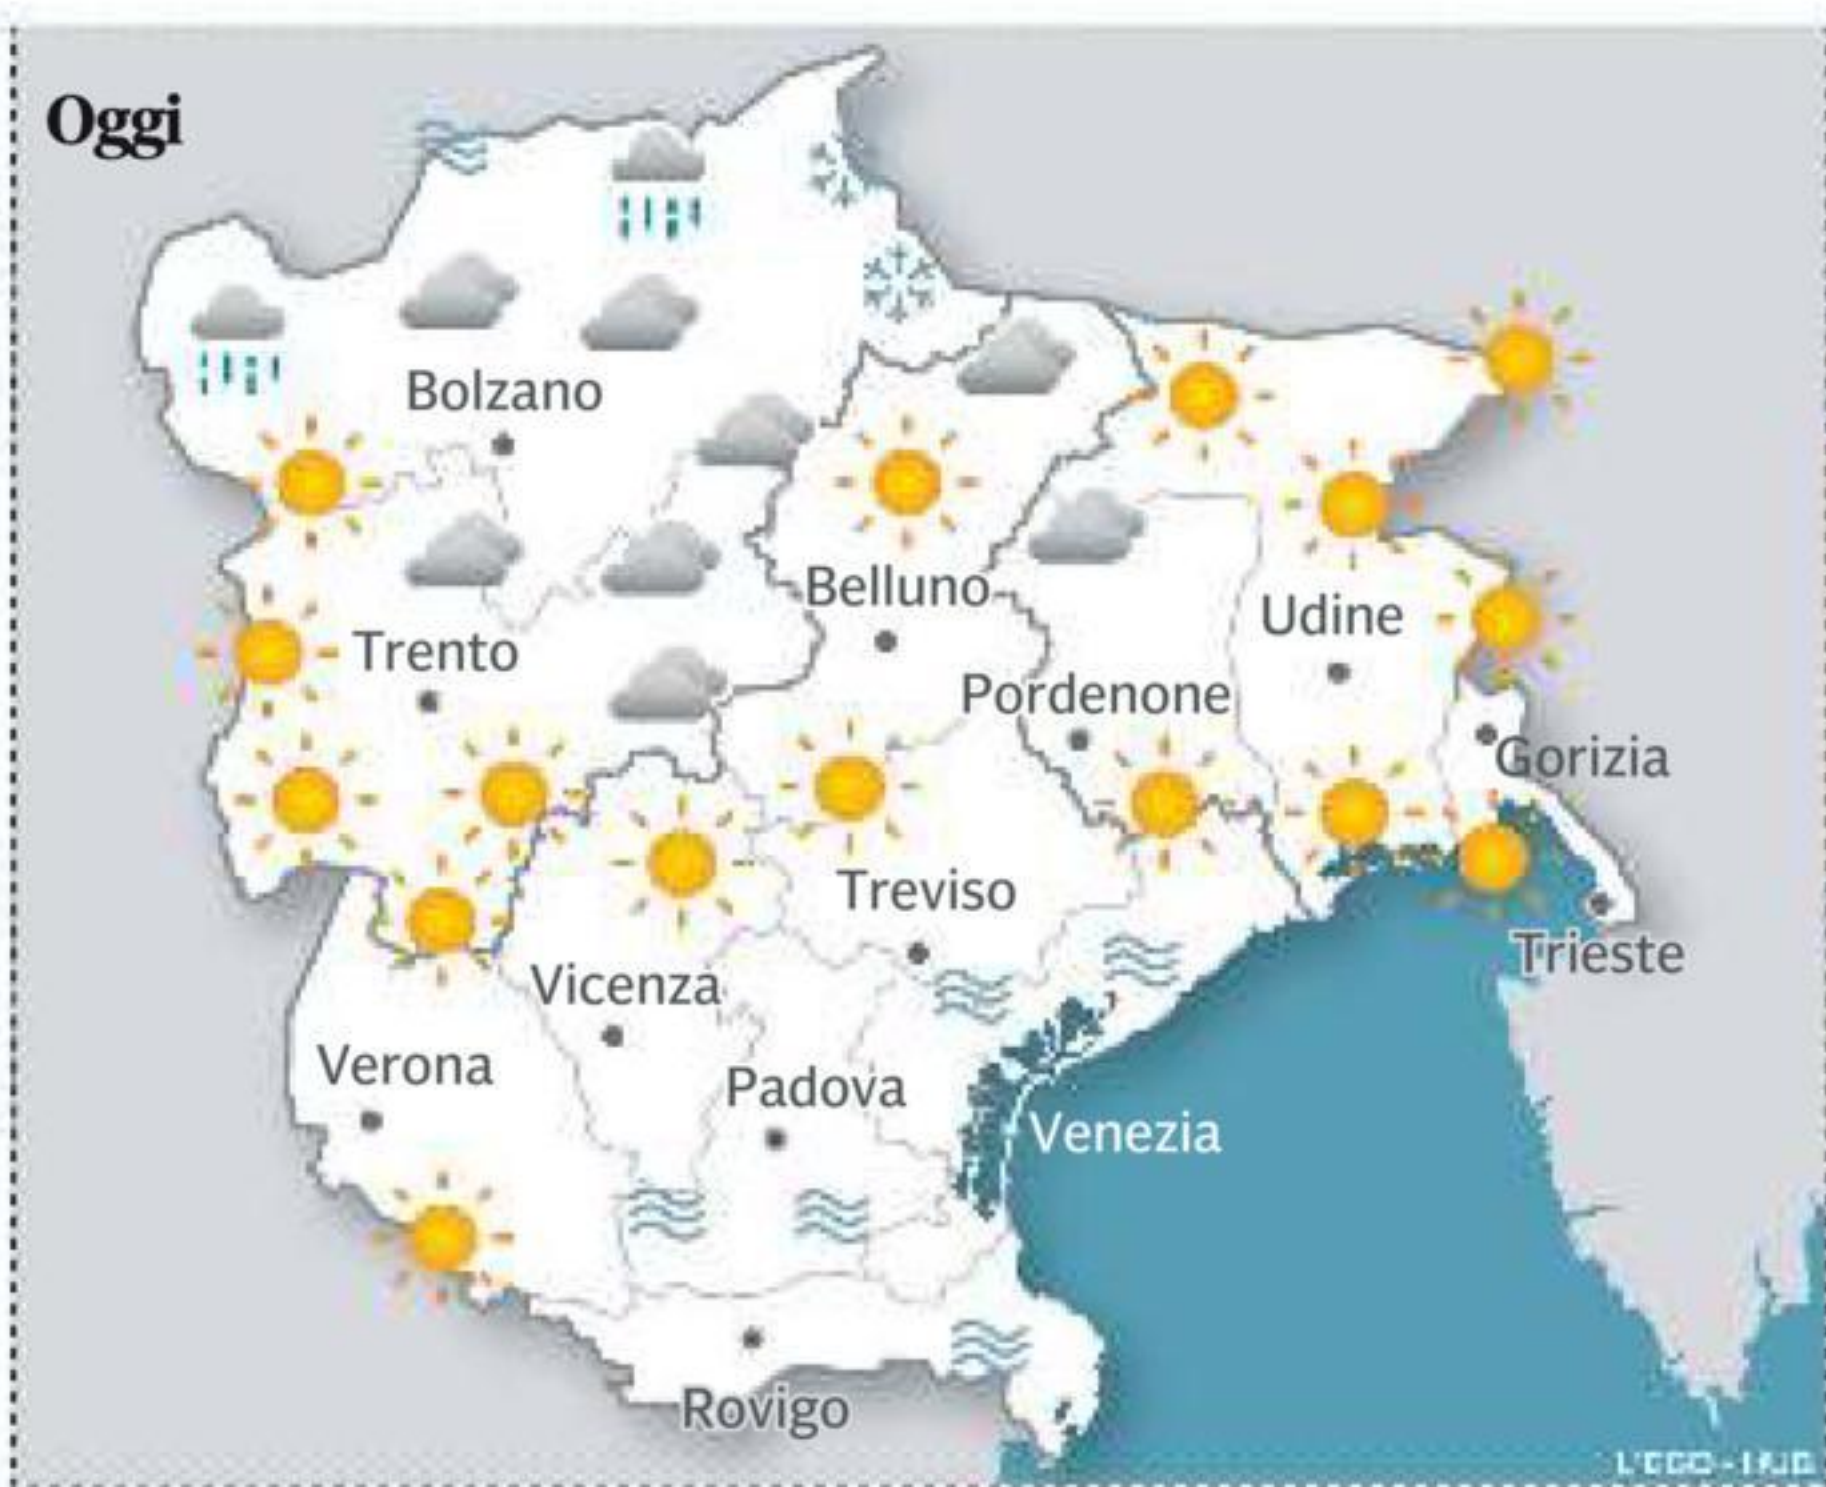 Oggi
Bolzano
Belluno
Udine
Trento
Pordenone
Gorizia
Treviso
Trieste
Vicenza
Verona
Padova
Venezia
Rovigo